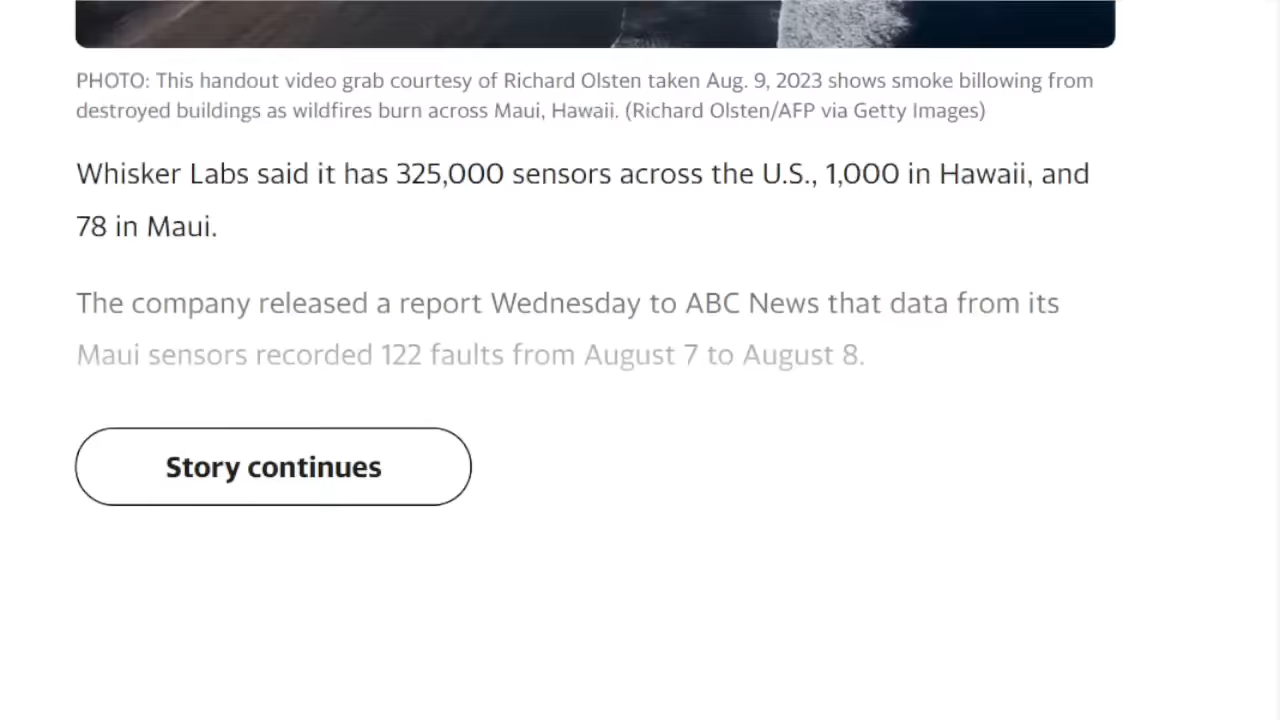 PHOTO: This handout video grab courtesy of Richard Olsten taken Aug. 9, 2023 shows smoke billowing from
destroyed buildings as wildfires burn across Maui, Hawaii. (Richard Olsten/AFP via Getty Images)
Whisker Labs said it has 325,000 sensors across the U.S., 1,000 in Hawaii, and
78 in Maui.
The company released a report Wednesday to ABC News that data from its
Maui sensors recorded 122 faults from August 7 to August 8.
Story continues